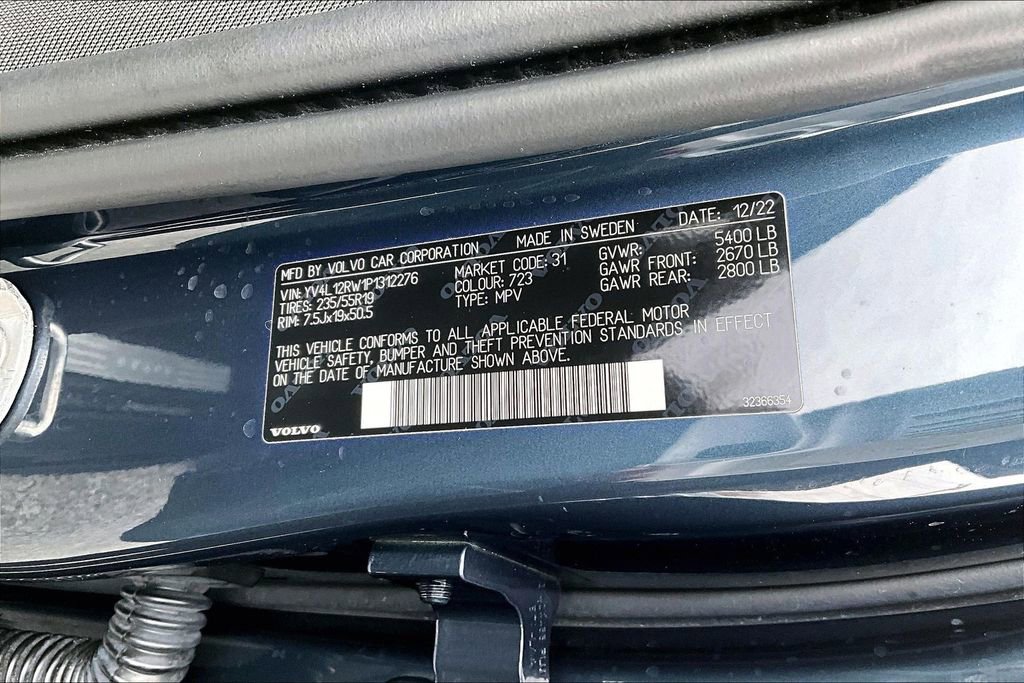 MFD BY VOLVO CAR CORPORATION MADE IN SWEDEN DATE: 12/22
VIN: YV4L12RW1P1312276 MARKET CODE: 31 GVWR: 5400 LB
TIRES: 235/55R19 COLOUR: 723 GAWR FRONT: 2670 LB
RIM: 7.5Jx19x50.5 TYPE: MPV GAWR REAR: 2800 LB
THIS VEHICLE CONFORMS TO ALL APPLICABLE FEDERAL MOTOR
VEHICLE SAFETY, BUMPER AND THEFT PREVENTION STANDARDS IN EFFECT
ON THE DATE OF MANUFACTURE SHOWN ABOVE.
VOLVO 32366354